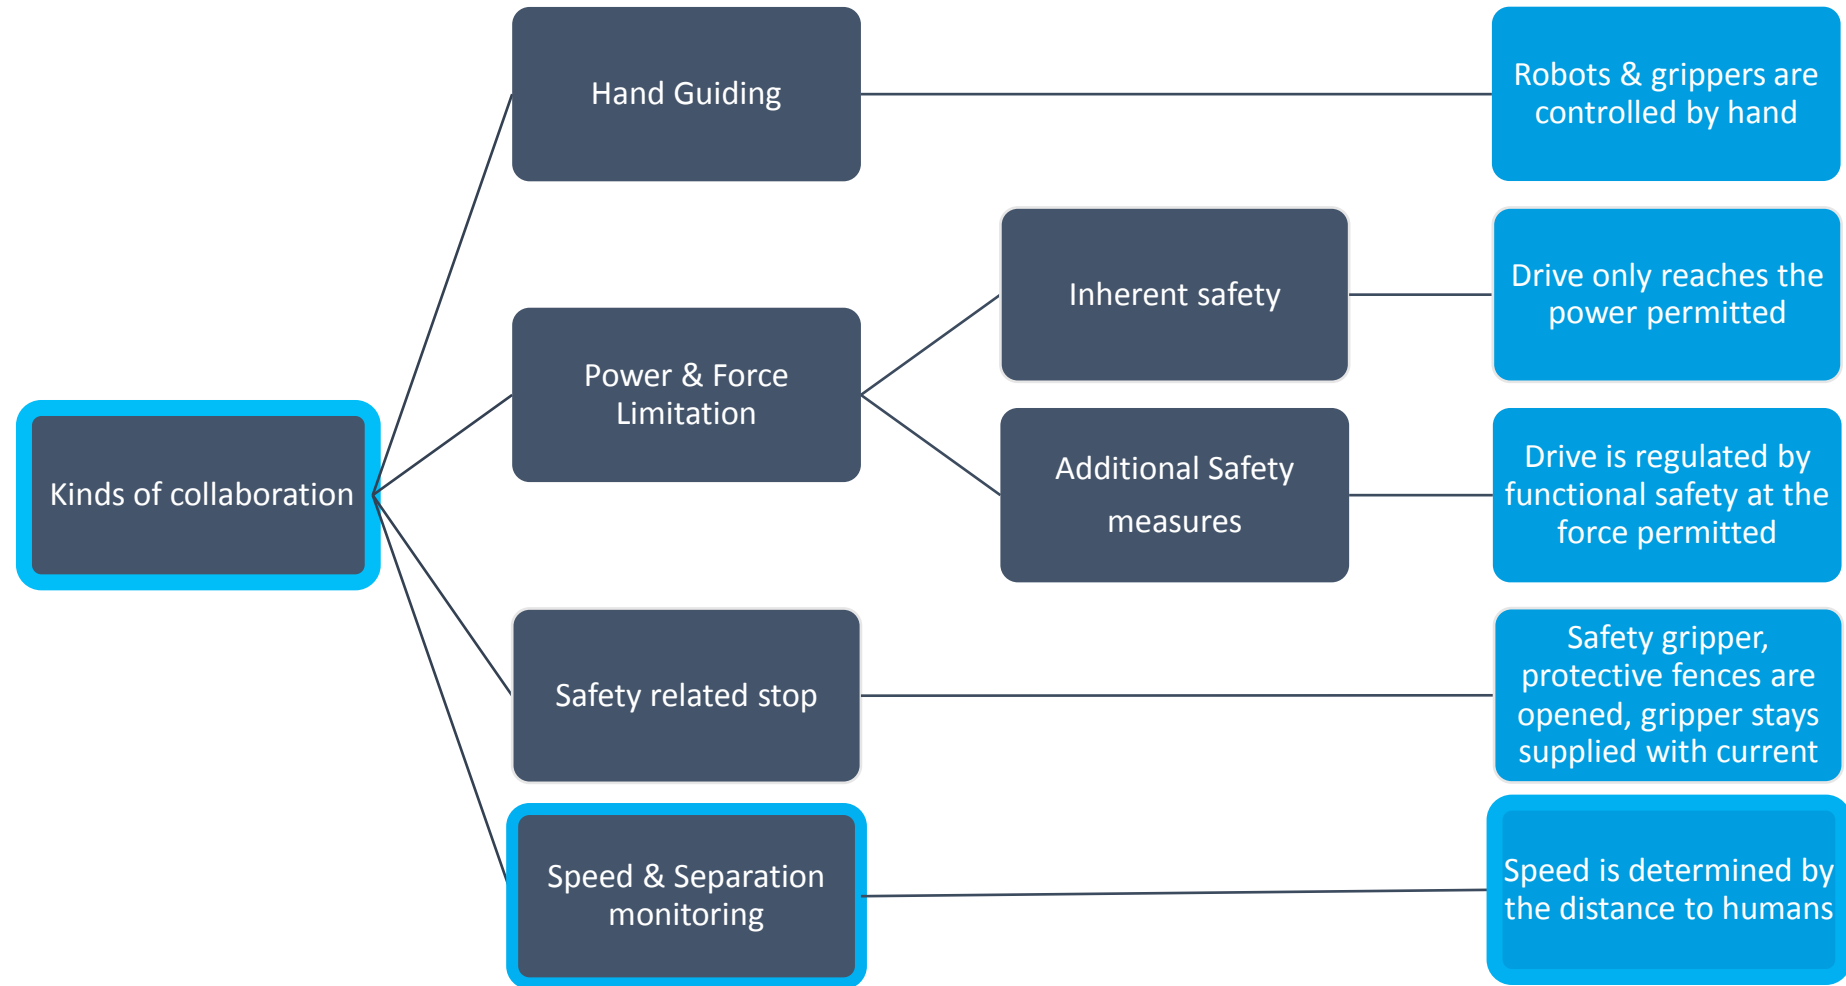 Hand Guiding
Robots & grippers are
controlled by hand
Inherent safety
Drive only reaches the
power permitted
Power & Force
Limitation
Additional Safety
measures
Drive is regulated by
functional safety at the
force permitted
Kinds of collaboration
Safety related stop
Safety gripper,
protective fences are
opened, gripper stays
supplied with current
Speed & Separation
monitoring
Speed is determined by
the distance to humans